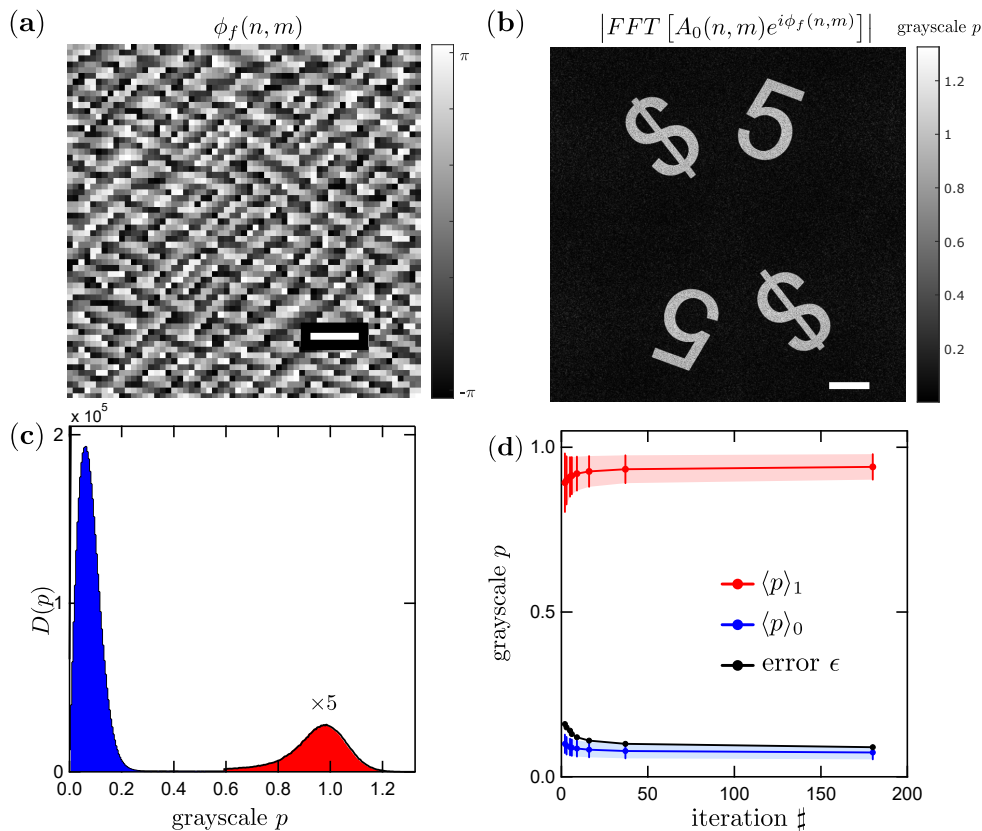 (a)
ϕ_f(n, m)
π
-π
(b)
|FFT [A_0(n, m)e^{iϕ_f(n,m)}]|
grayscale p
1.2
1
0.8
0.6
0.4
0.2
$ 5
5 $
(c)
x 10^5
2
1
0
D(p)
×5
0.0 0.2 0.4 0.6 0.8 1.0 1.2
grayscale p
(d)
1.0
0.5
0.0
grayscale p
⟨p⟩_1
⟨p⟩_0
error ϵ
0 50 100 150 200
iteration ♯